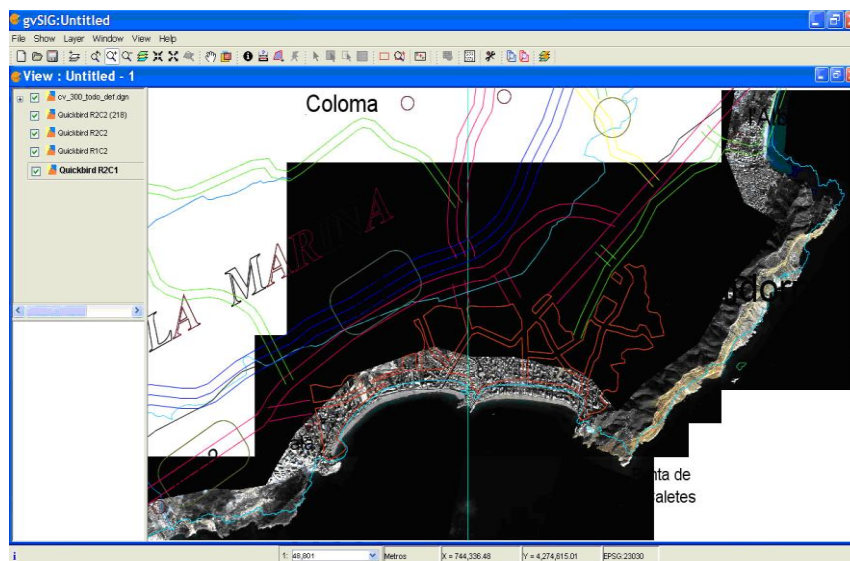 gvSIG:Untitled
File Show Layer Window View Help
View : Untitled - 1
cv_300_todo_def.dgn
Quickbird R2C2 (218)
Quickbird R2C2
Quickbird R1C2
Quickbird R2C1
Coloma
LA MARINA
nta de
aletes
1: 48,801
Metros
X = 744,336.48
Y = 4,274,615.01
EPSG:23030